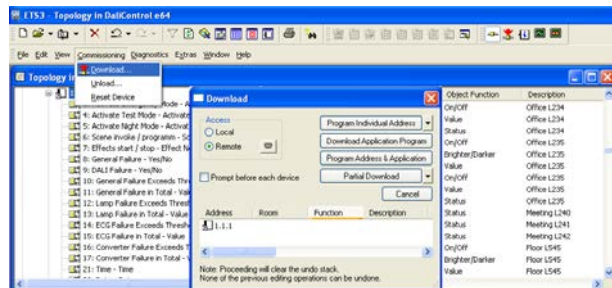 ETS3 - Topology in DaliControl e64
File Edit View Commissioning Diagnostics Extras Window Help
Topology in
Download...
Unload...
Reset Device
4: Activate Test Mode - Activat
5: Activate Night Mode - Activat
6: Scene invoke / programm - Sc
7: Effects start / stop - Effect N
8: General Failure - Yes/No
9: DALI Failure - Yes/No
10: General Failure Exceeds Thre
11: General Failure in Total - Val
12: Lamp Failure Exceeds Thresh
13: Lamp Failure in Total - Value
14: ECG Failure Exceeds Thresho
15: ECG Failure in Total - Value
16: Converter Failure Exceeds T
17: Converter Failure in Total - V
21: Time - Time
Download
Access
Local
Remote
Prompt before each device
Program Individual Address
Download Application Program
Program Address & Application
Partial Download
Cancel
Address Room Function Description
1.1.1
Note: Proceeding will clear the undo stack.
None of the previous editing operations can be undone.
Object Function Description
On/Off Office L234
Value Office L234
Status Office L234
On/Off Office L235
Brighter/Darker Office L235
Value Office L235
Status Office L235
On/Off Office L235
Value Office L235
Status Office L235
Status Meeting L240
Status Meeting L241
Status Meeting L242
On/Off Floor L545
Brighter/Darker Floor L545
Value Floor L545